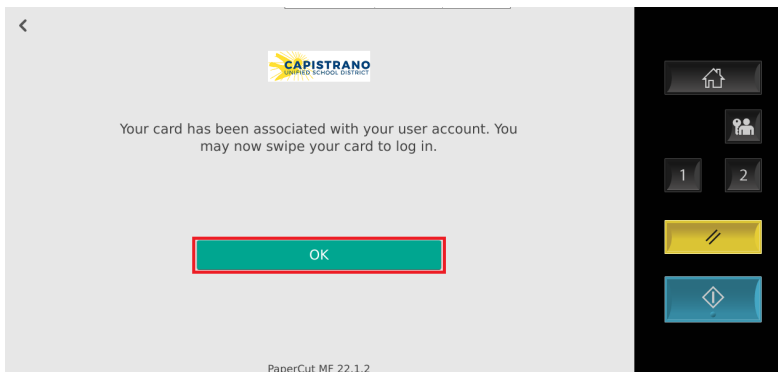 CAPISTRANO
UNIFIED SCHOOL DISTRICT
Your card has been associated with your user account. You
may now swipe your card to log in.
1 2
OK
PaperCut MF 22.1.2